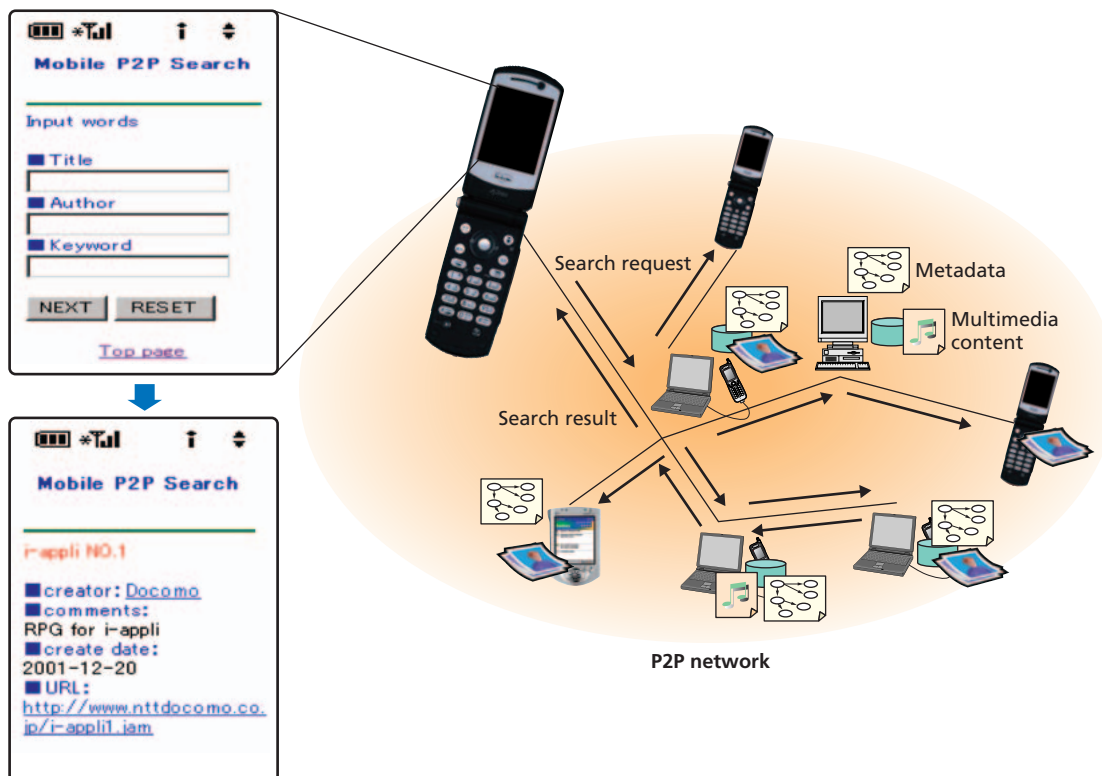 Mobile P2P Search
Input words
Title
Author
Keyword
NEXT RESET
Top page
Mobile P2P Search
i-appli NO.1
creator: Docomo
comments:
RPG for i-appli
create date:
2001-12-20
URL:
http://www.nttdocomo.co.
jp/i-appli1.jam
Search request
Metadata
Multimedia
content
Search result
P2P network